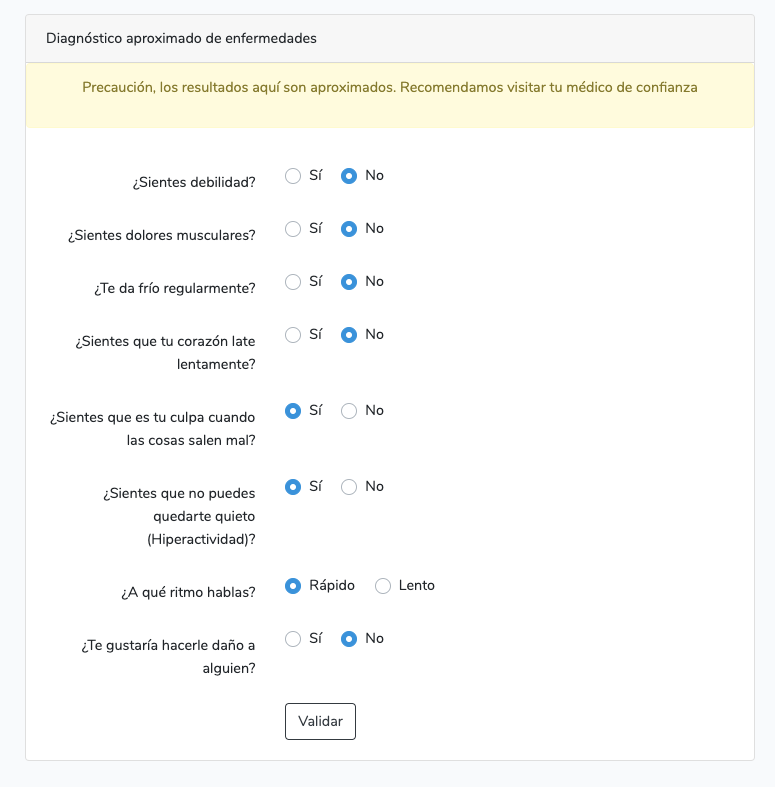 Diagnóstico aproximado de enfermedades
Precaución, los resultados aquí son aproximados. Recomendamos visitar tu médico de confianza
¿Sientes debilidad? Sí No
¿Sientes dolores musculares? Sí No
¿Te da frío regularmente? Sí No
¿Sientes que tu corazón late Sí No
lentamente?
¿Sientes que es tu culpa cuando Sí No
las cosas salen mal?
¿Sientes que no puedes Sí No
quedarte quieto
(Hiperactividad)?
¿A qué ritmo hablas? Rápido Lento
¿Te gustaría hacerle daño a Sí No
alguien?
Validar